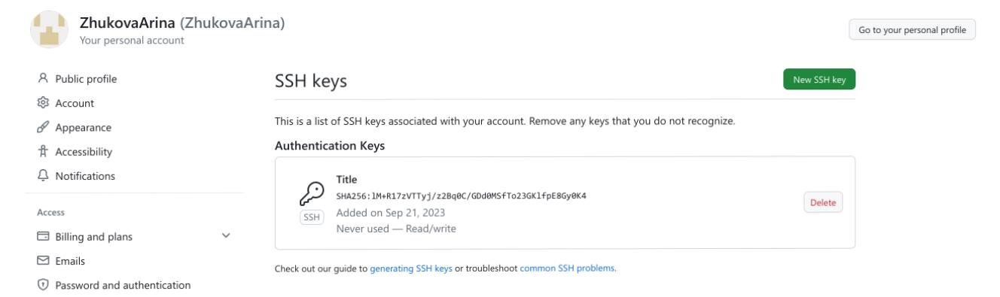 ZhukovaArina (ZhukovaArina)
Your personal account
Go to your personal profile
Public profile
Account
Appearance
Accessibility
Notifications
Access
Billing and plans
Emails
Password and authentication
SSH keys
New SSH key
This is a list of SSH keys associated with your account. Remove any keys that you do not recognize.
Authentication Keys
SSH
Title
SHA256:lM+R17zVTTyj/z2Bq0C/GDd0MSfTo23GKlfpE8Gy0K4
Added on Sep 21, 2023
Never used — Read/write
Delete
Check out our guide to generating SSH keys or troubleshoot common SSH problems.